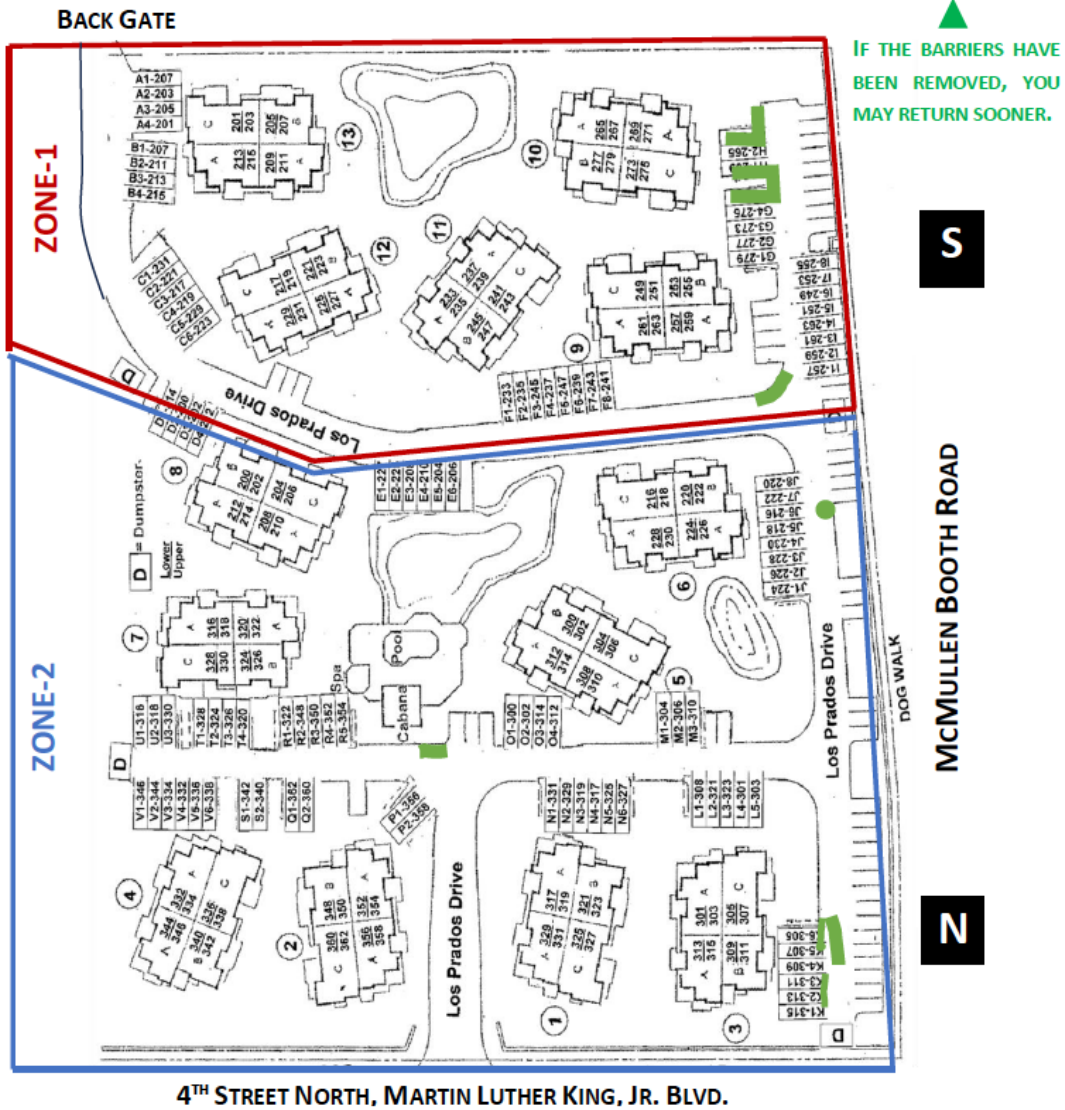 BACK GATE
IF THE BARRIERS HAVE
BEEN REMOVED, YOU
MAY RETURN SOONER.
ZONE-1
A1-207
A2-203
A3-205
A4-201
B1-207
B2-211
B3-213
B4-215
C 201 203 205 207 B
A 213 215 209 211 A
13
A 265 267 269 271 A
B 277 279 273 275 C
10
H2-265
G4-275
G3-273
G2-277
G1-279
S
C1-231
C2-221
C3-217
C4-219
C5-229
C6-223
C 217 219 221 223 B
A 229 231 225 227 A
12
11
A 233 235 237 239 C
B 245 247 241 243 A
C 249 251 253 255 B
A 261 263 257 259 A
9
I8-255
I7-253
I6-249
I5-251
I4-263
I3-261
I2-259
I1-257
F1-233
F2-235
F3-245
F4-237
F5-247
F6-239
F7-243
F8-241
D
Los Prados Drive
D
8
B 200 202 204 206 C
A 212 214 208 210 A
E4-210
E5-204
E6-206
C 216 218 220 222 B
A 228 230 224 226 A
6
J8-220
J7-222
J6-216
J5-218
J4-230
J3-228
J2-226
J1-224
D = Dumpstor-
Lower
Upper
7
A 316 318 320 322 A
C 328 330 324 326 B
Spa
Pool
Cabana
B 300 302 304 306 C
A 312 314 308 310 A
5
ZONE-2
U1-316
U2-318
U3-330
T1-328
T2-324
T3-326
T4-320
R1-322
R2-348
R3-350
R4-352
R5-354
O1-300
O2-302
O3-314
O4-312
M1-304
M2-306
M3-310
Los Prados Drive
DOG WALK
MCMULLEN BOOTH ROAD
D
V1-346
V2-344
V3-334
V4-332
V5-336
V6-338
S1-342
S2-340
Q1-362
Q2-360
P1-356
P2-358
N1-331
N2-329
N3-319
N4-317
N5-325
N6-327
L1-308
L2-321
L3-323
L4-301
L5-303
4
A 332 334 A
344 346 336 338 C
B 340 342
2
348 350 B
360 362 352 354 A
C 356 358 A
Los Prados Drive
A 317 319 321 323 B
A 329 331 325 327 C
1
A 301 303 305 307 C
A 313 315 309 311 B
3
K6-305
K5-307
K4-309
K3-311
K2-313
K1-315
D
N
4TH STREET NORTH, MARTIN LUTHER KING, JR. BLVD.